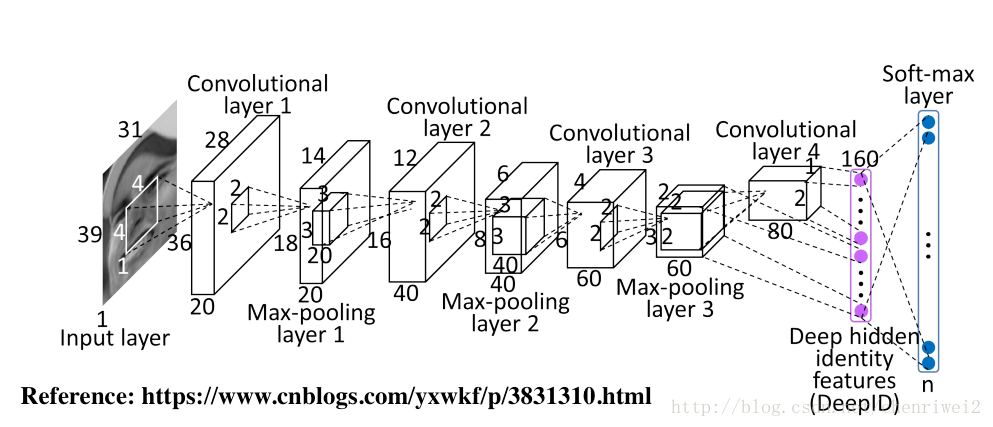 Convolutional
layer 1
Convolutional
layer 2
Convolutional
layer 3
Convolutional
layer 4
Soft-max
layer
31
39
4
4
1
1
Input layer
28
36
20
2
2
14
18
20
3
3
20
Max-pooling
layer 1
12
16
40
2
2
6
8
40
3
3
40
Max-pooling
layer 2
4
6
60
2
2
2
3
60
2
2
Max-pooling
layer 3
1
2
80
160
Deep hidden
identity
features
(DeepID)
n
Reference: https://www.cnblogs.com/yxwkf/p/3831310.html